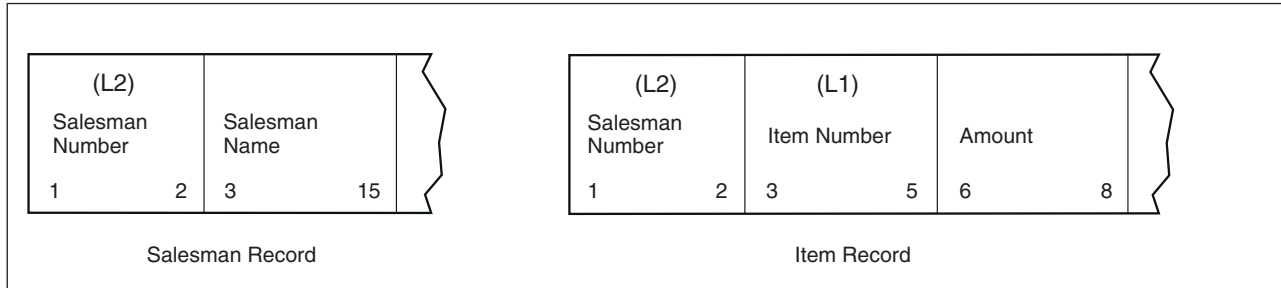 (L2)
Salesman
Number
1 2
Salesman
Name
3 15
Salesman Record
(L2)
Salesman
Number
1 2
(L1)
Item Number
3 5
Amount
6 8
Item Record